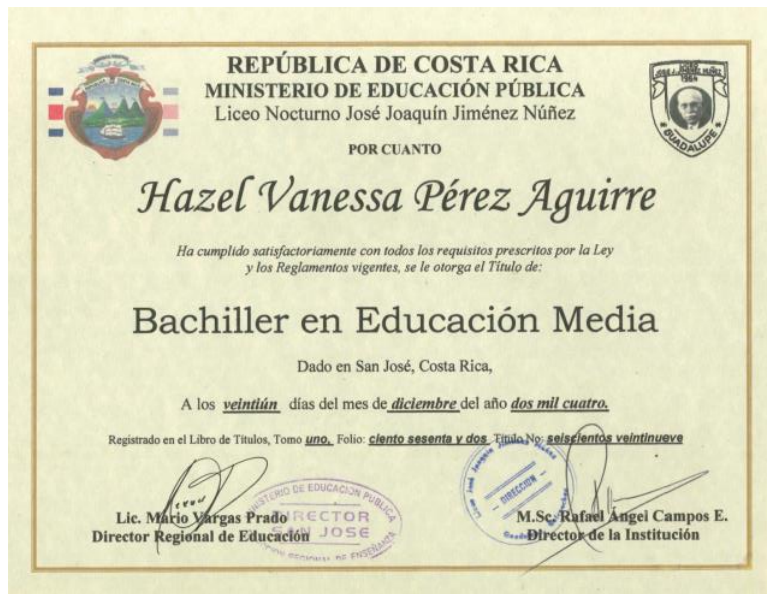 REPÚBLICA DE COSTA RICA
MINISTERIO DE EDUCACIÓN PÚBLICA
Liceo Nocturno José Joaquín Jiménez Núñez
1964
GUADALUPE
POR CUANTO
Hazel Vanessa Pérez Aguirre
Ha cumplido satisfactoriamente con todos los requisitos prescritos por la Ley
y los Reglamentos vigentes, se le otorga el Título de:
Bachiller en Educación Media
Dado en San José, Costa Rica,
A los veintiún días del mes de diciembre del año dos mil cuatro.
Registrado en el Libro de Títulos, Tomo uno, Folio: ciento sesenta y dos Título No: seiscientos veintinueve
MINISTERIO DE EDUCACION PUBLICA
DIRECTOR
SAN JOSE
REGIONAL DE ENSEÑANZA
- DIRECCION -
Lic. Mario Vargas Prado
Director Regional de Educación
M.Sc. Rafael Ángel Campos E.
Director de la Institución